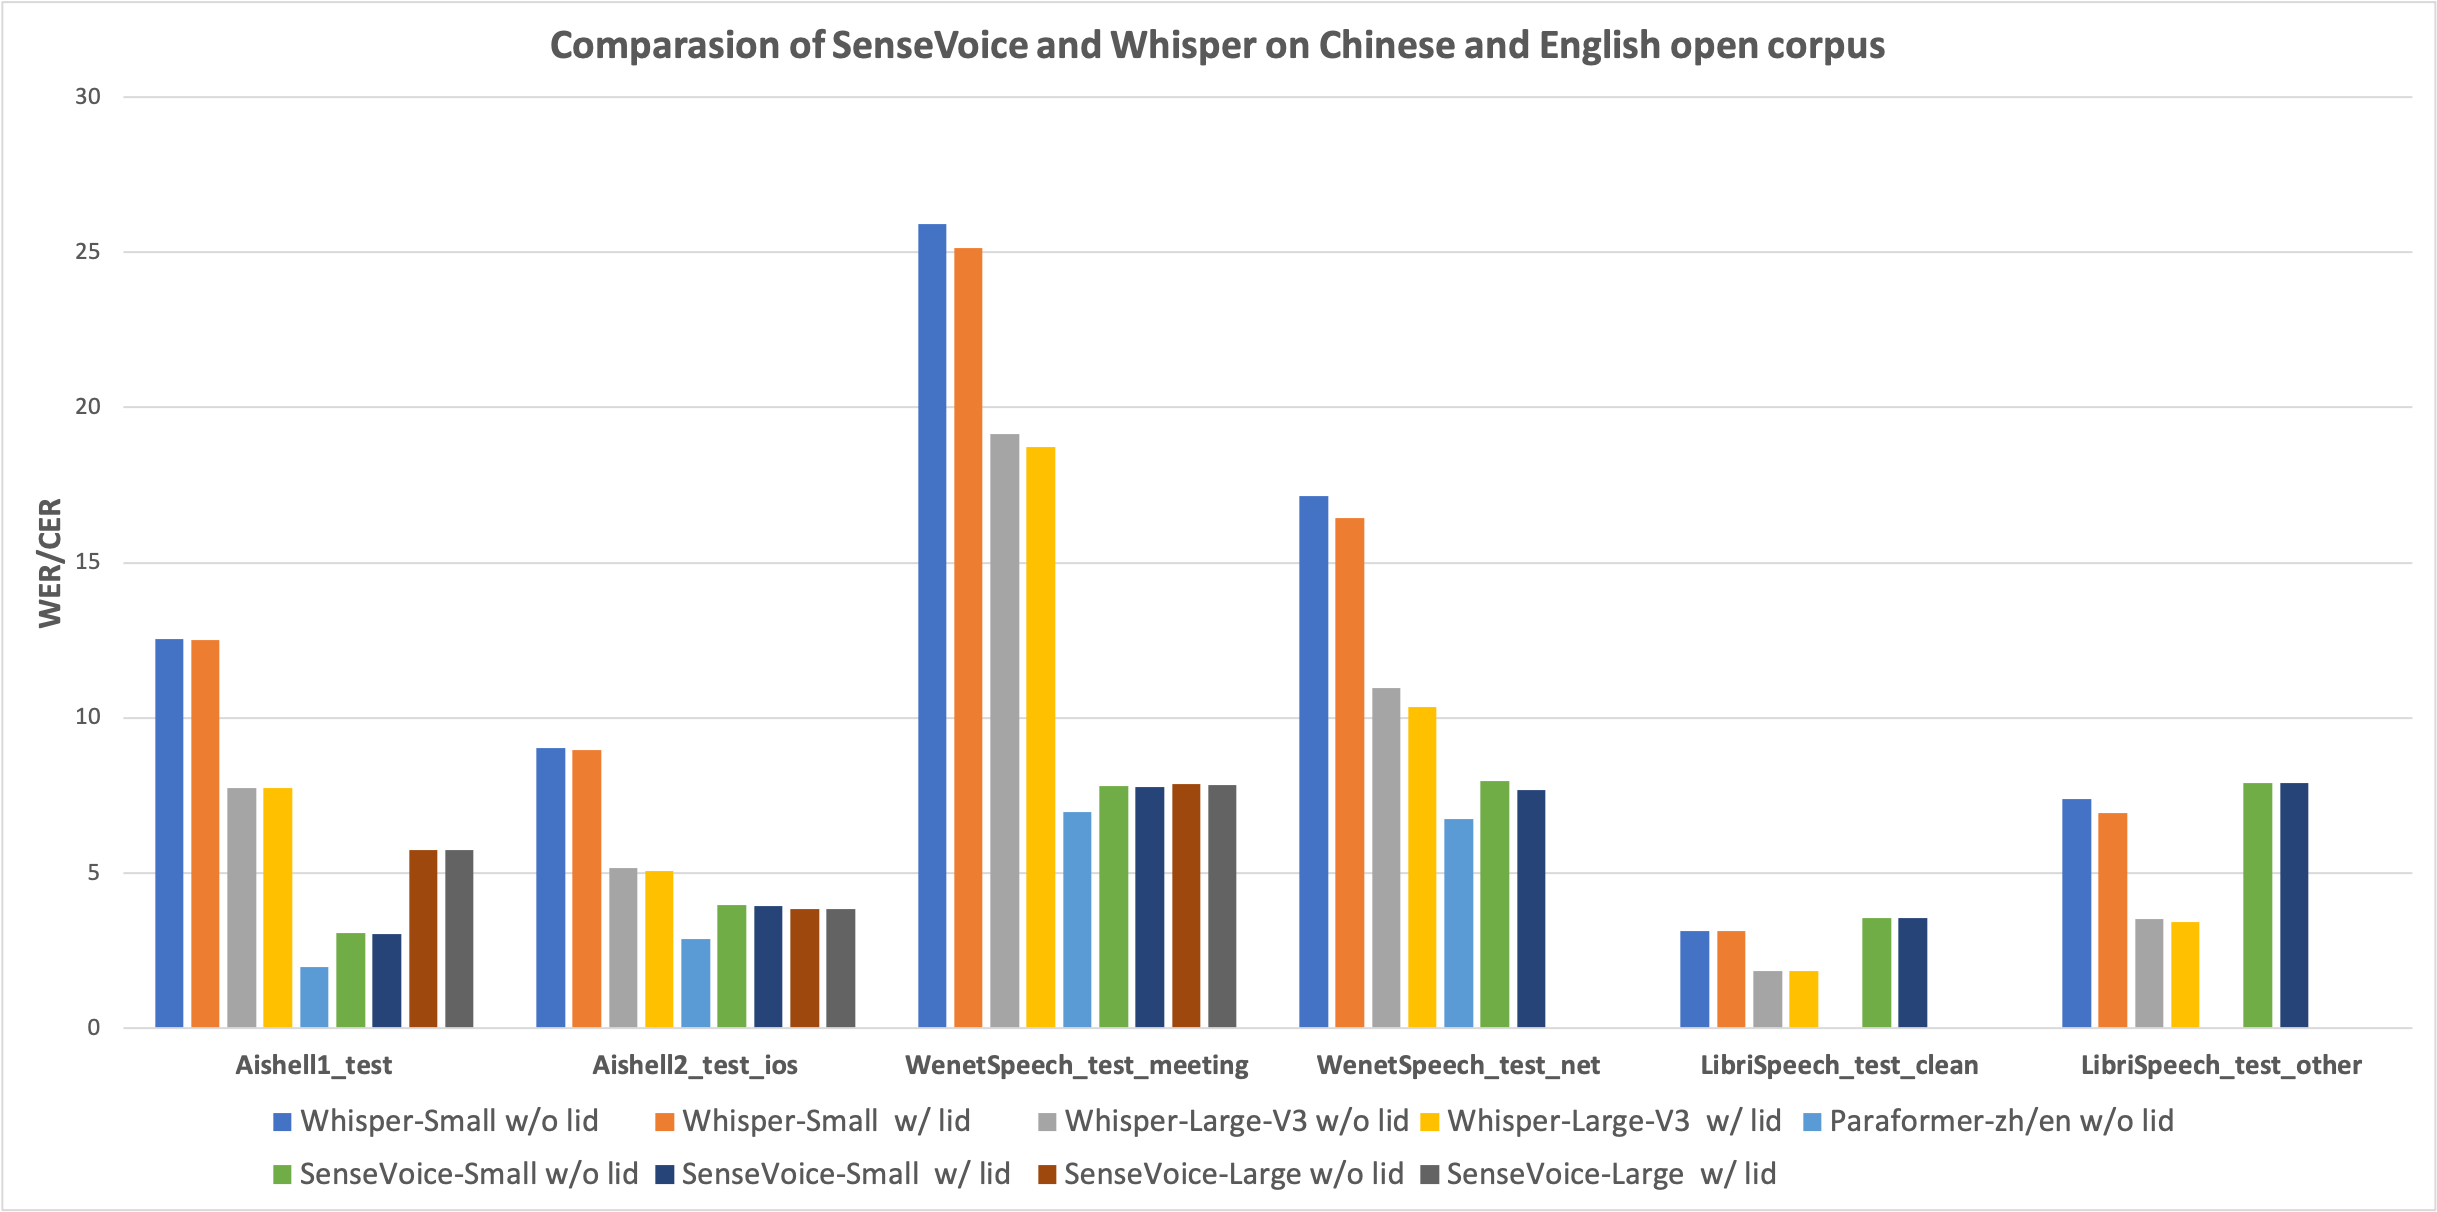 Comparasion of SenseVoice and Whisper on Chinese and English open corpus
30
25
20
15
10
5
0
WER/CER
Aishell1_test Aishell2_test_ios WenetSpeech_test_meeting WenetSpeech_test_net LibriSpeech_test_clean LibriSpeech_test_other
Whisper-Small w/o lid Whisper-Small w/ lid Whisper-Large-V3 w/o lid Whisper-Large-V3 w/ lid Paraformer-zh/en w/o lid
SenseVoice-Small w/o lid SenseVoice-Small w/ lid SenseVoice-Large w/o lid SenseVoice-Large w/ lid